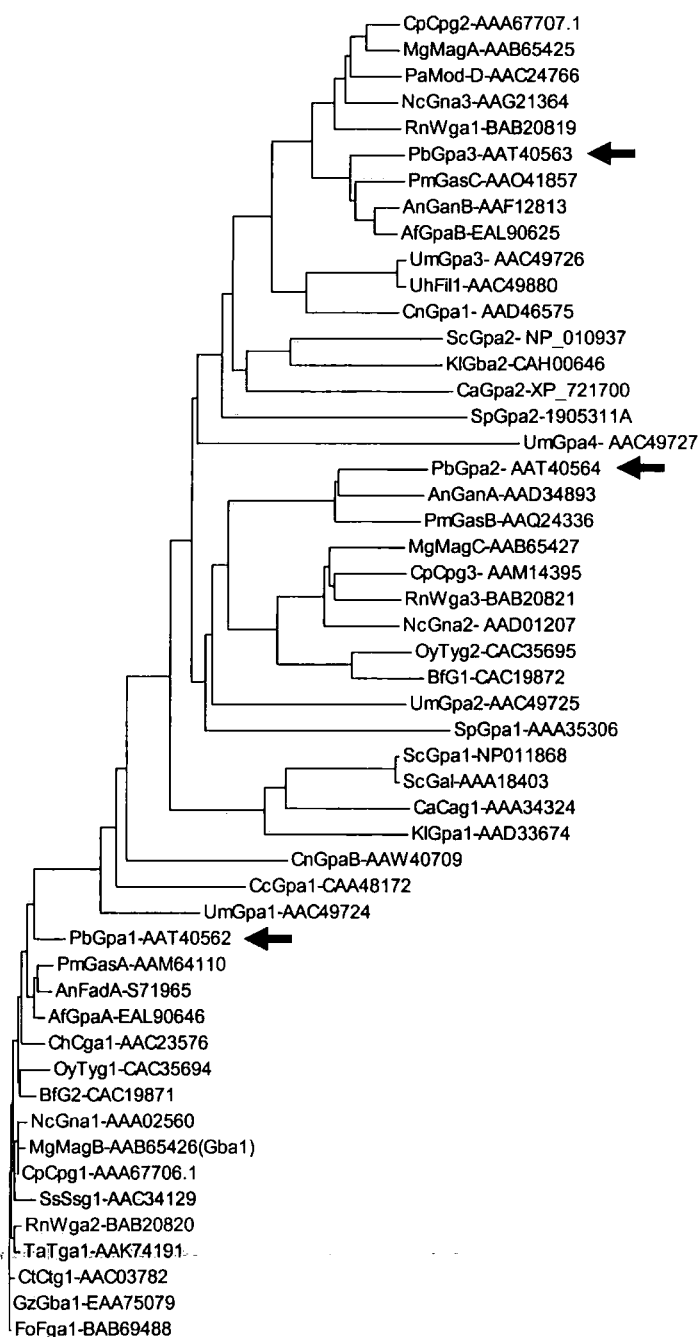 CpCpg2-AAA67707.1
MgMagA-AAB65425
PaMod-D-AAC24766
NcGna3-AAG21364
RnWga1-BAB20819
PbGpa3-AAT40563
PmGasC-AAO41857
AnGanB-AAF12813
AfGpaB-EAL90625
UmGpa3- AAC49726
UhFil1-AAC49880
CnGpa1- AAD46575
ScGpa2- NP_010937
KlGba2-CAH00646
CaGpa2-XP_721700
SpGpa2-1905311A
UmGpa4- AAC49727
PbGpa2- AAT40564
AnGanA-AAD34893
PmGasB-AAQ24336
MgMagC-AAB65427
CpCpg3- AAM14395
RnWga3-BAB20821
NcGna2- AAD01207
OyTyg2-CAC35695
BfG1-CAC19872
UmGpa2-AAC49725
SpGpa1-AAA35306
ScGpa1-NP011868
ScGal-AAA18403
CaCag1-AAA34324
KlGpa1-AAD33674
CnGpaB-AAW40709
CcGpa1-CAA48172
UmGpa1-AAC49724
PbGpa1-AAT40562
PmGasA-AAM64110
AnFadA-S71965
AfGpaA-EAL90646
ChCga1-AAC23576
OyTyg1-CAC35694
BfG2-CAC19871
NcGna1-AAA02560
MgMagB-AAB65426(Gba1)
CpCpg1-AAA67706.1
SsSsg1-AAC34129
RnWga2-BAB20820
TaTga1-AAK74191
CtCtg1-AAC03782
GzGba1-EAA75079
FoFga1-BAB69488